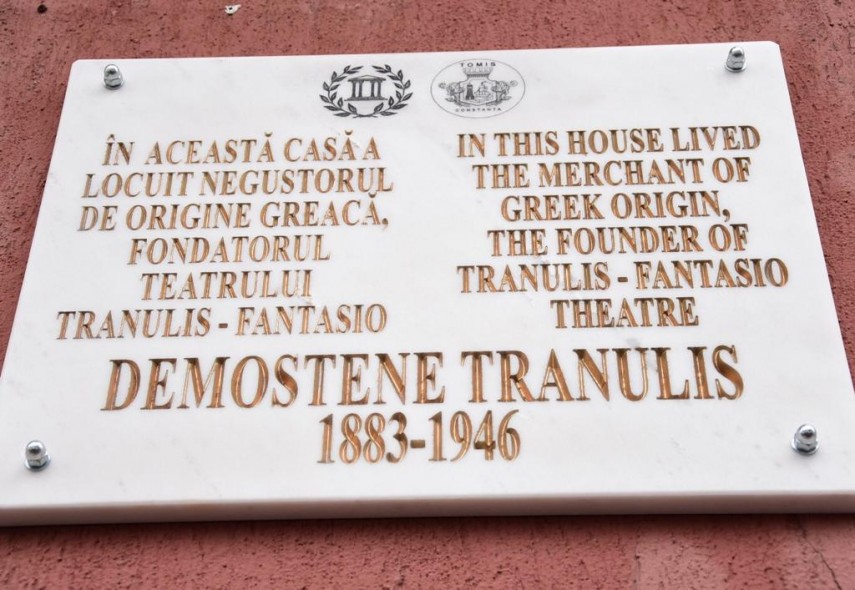 TOMIS
CONSTANTA
ÎN ACEASTĂ CASĂ A
LOCUIT NEGUSTORUL
DE ORIGINE GREACĂ,
FONDATORUL
TEATRULUI
TRANULIS - FANTASIO
IN THIS HOUSE LIVED
THE MERCHANT OF
GREEK ORIGIN,
THE FOUNDER OF
TRANULIS - FANTASIO
THEATRE
DEMOSTENE TRANULIS
1883-1946